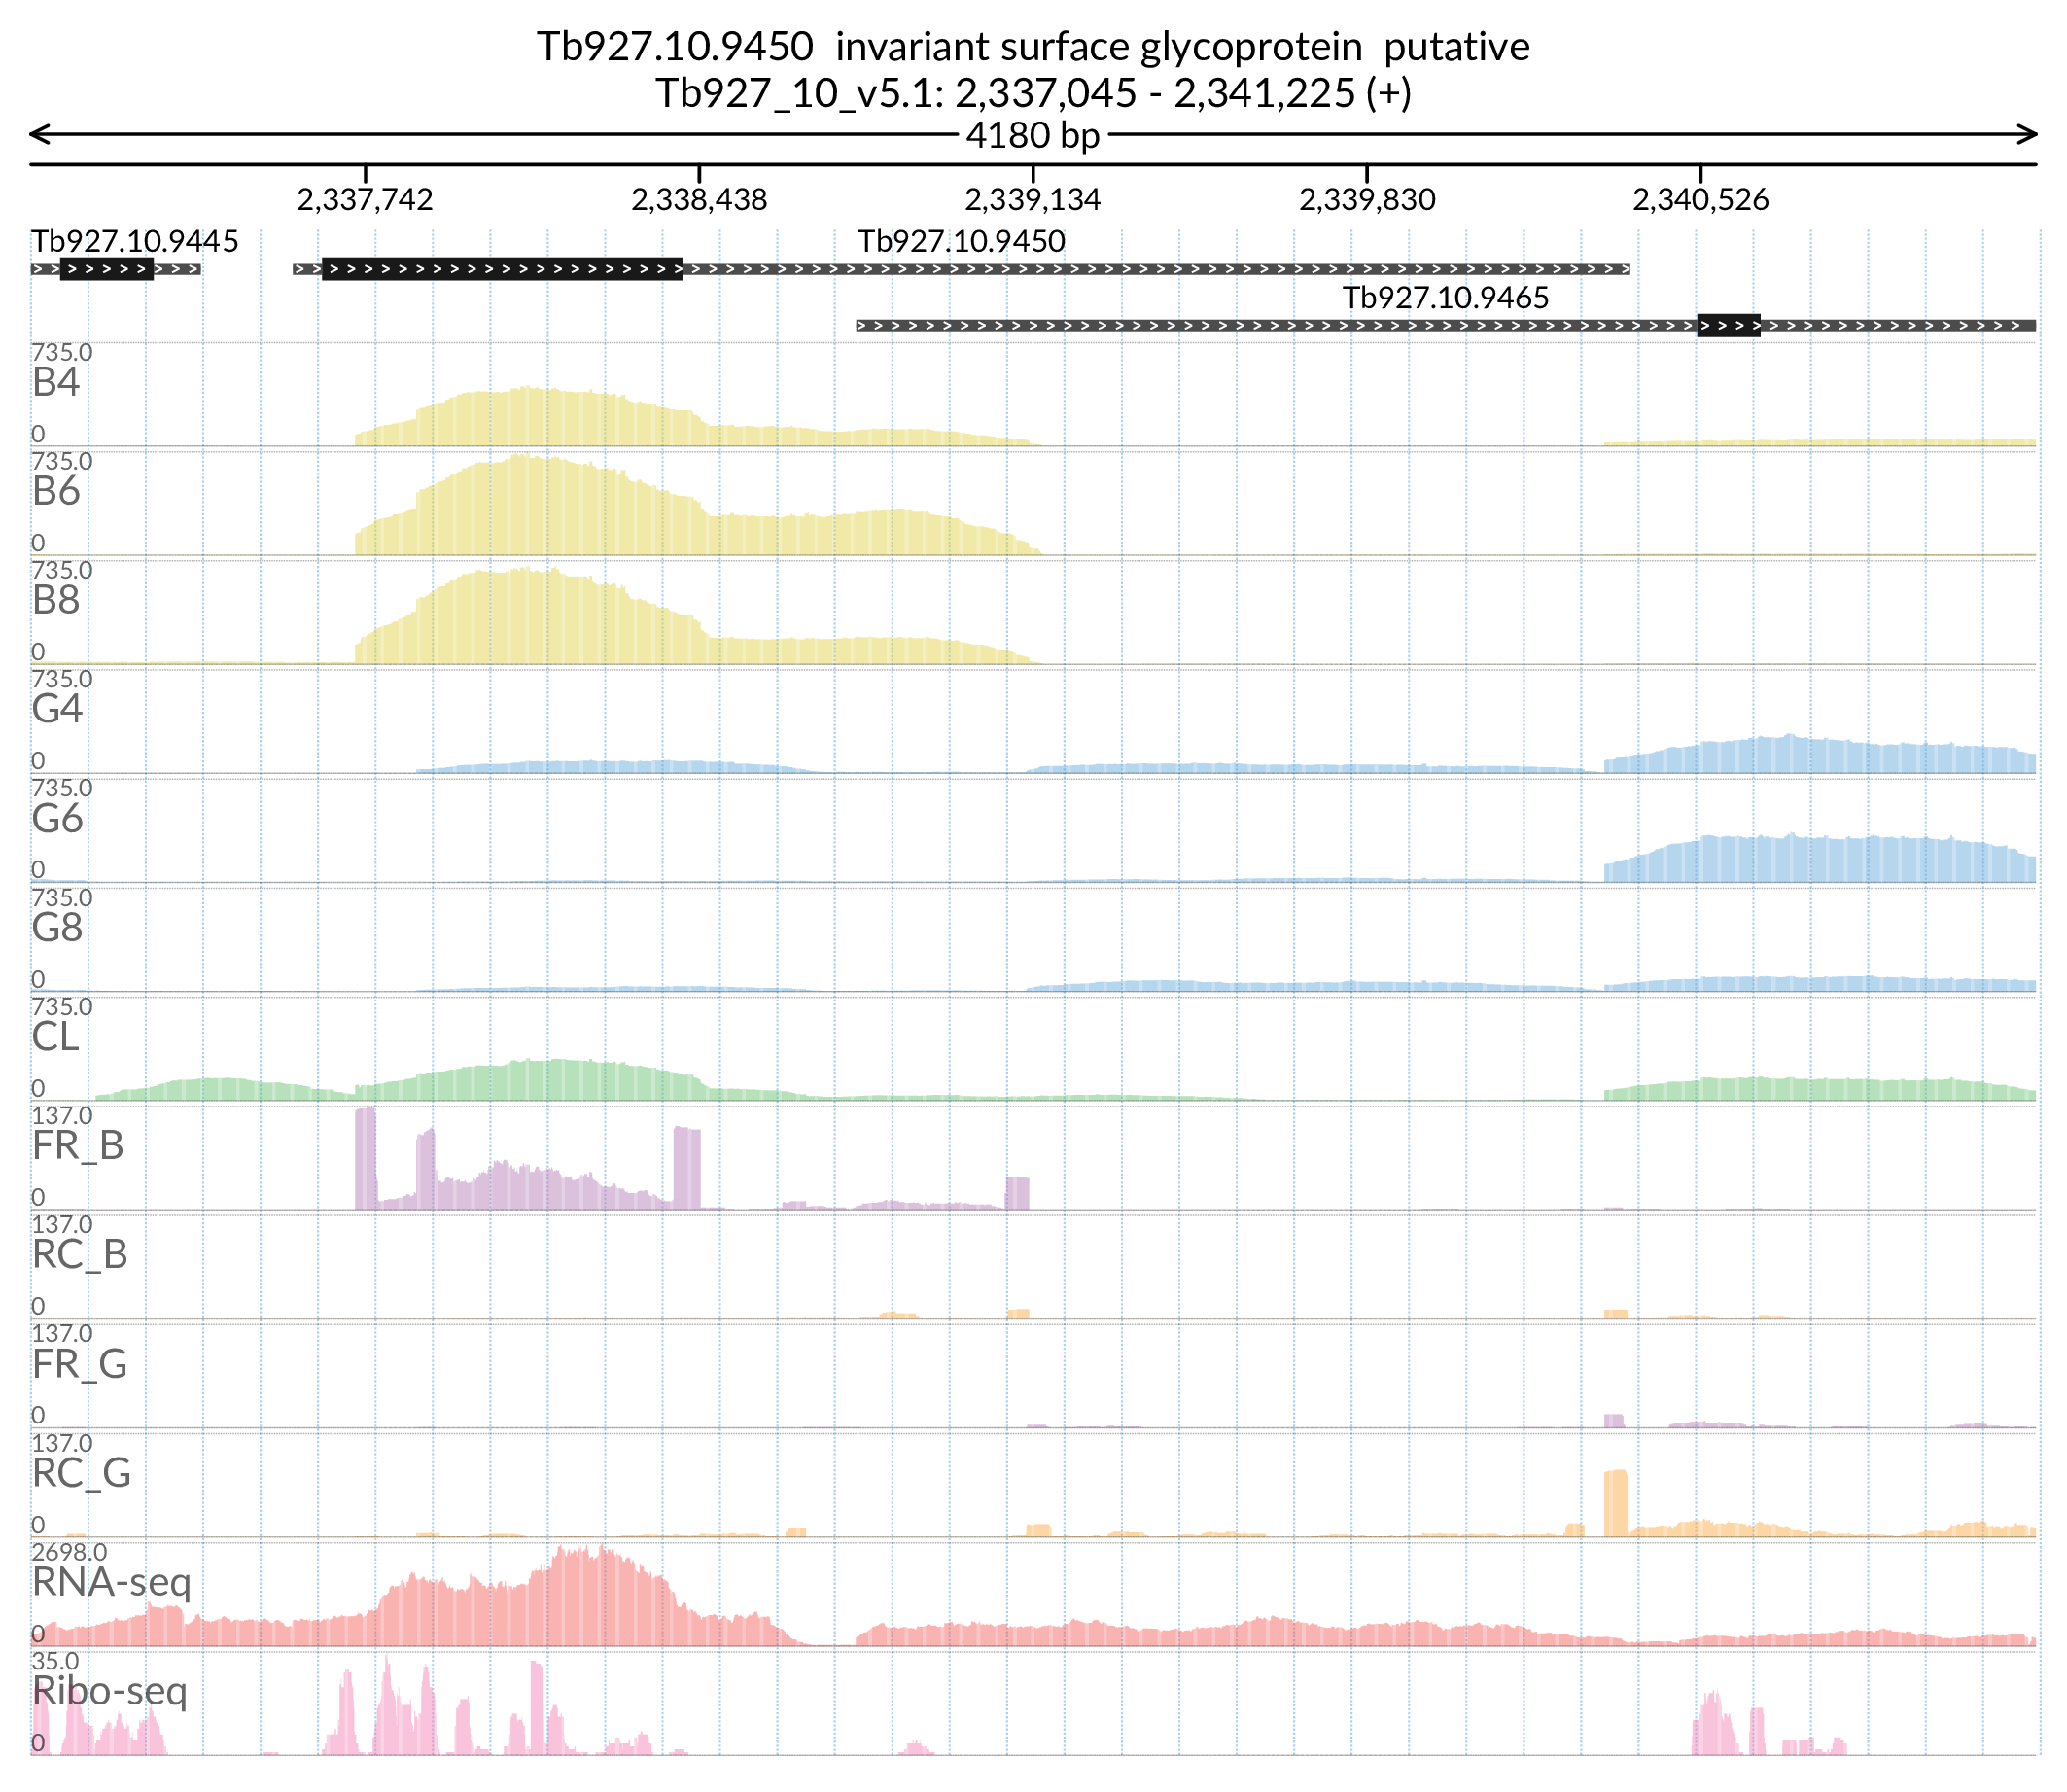 Tb927.10.9450  invariant surface glycoprotein  putative
Tb927_10_v5.1: 2,337,045 - 2,341,225 (+)
4180 bp
2,337,742 2,338,438 2,339,134 2,339,830 2,340,526
Tb927.10.9445 Tb927.10.9450
Tb927.10.9465
735.0
B4
0
735.0
B6
0
735.0
B8
0
735.0
G4
0
735.0
G6
0
735.0
G8
0
735.0
CL
0
137.0
FR_B
0
137.0
RC_B
0
137.0
FR_G
0
137.0
RC_G
0
2698.0
RNA-seq
0
35.0
Ribo-seq
0